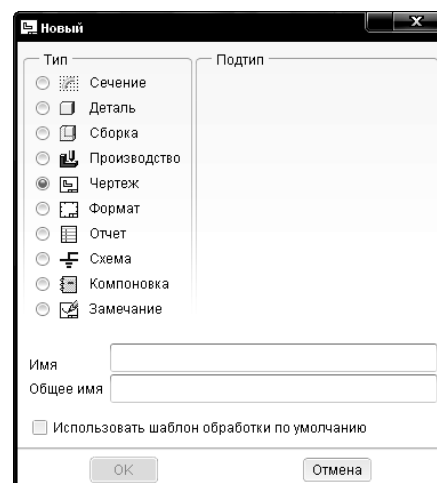 Новый
Тип
Подтип
Сечение
Деталь
Сборка
Производство
Чертеж
Формат
Отчет
Схема
Компоновка
Замечание
Имя
Общее имя
Использовать шаблон обработки по умолчанию
OK
Отмена